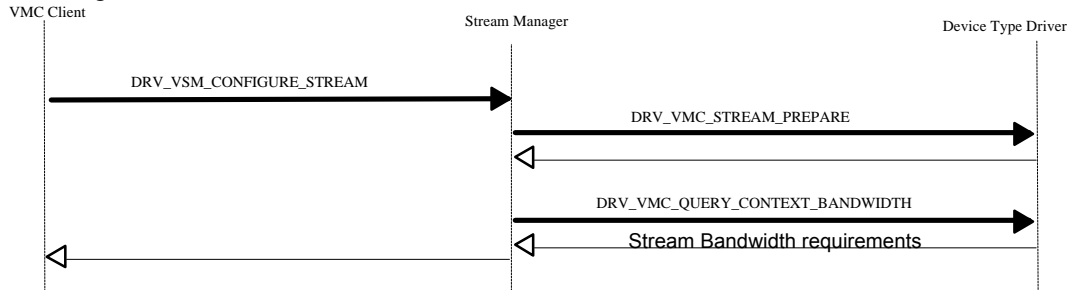 VMC Client
Stream Manager
Device Type Driver
DRV_VSM_CONFIGURE_STREAM
DRV_VMC_STREAM_PREPARE
DRV_VMC_QUERY_CONTEXT_BANDWIDTH
Stream Bandwidth requirements